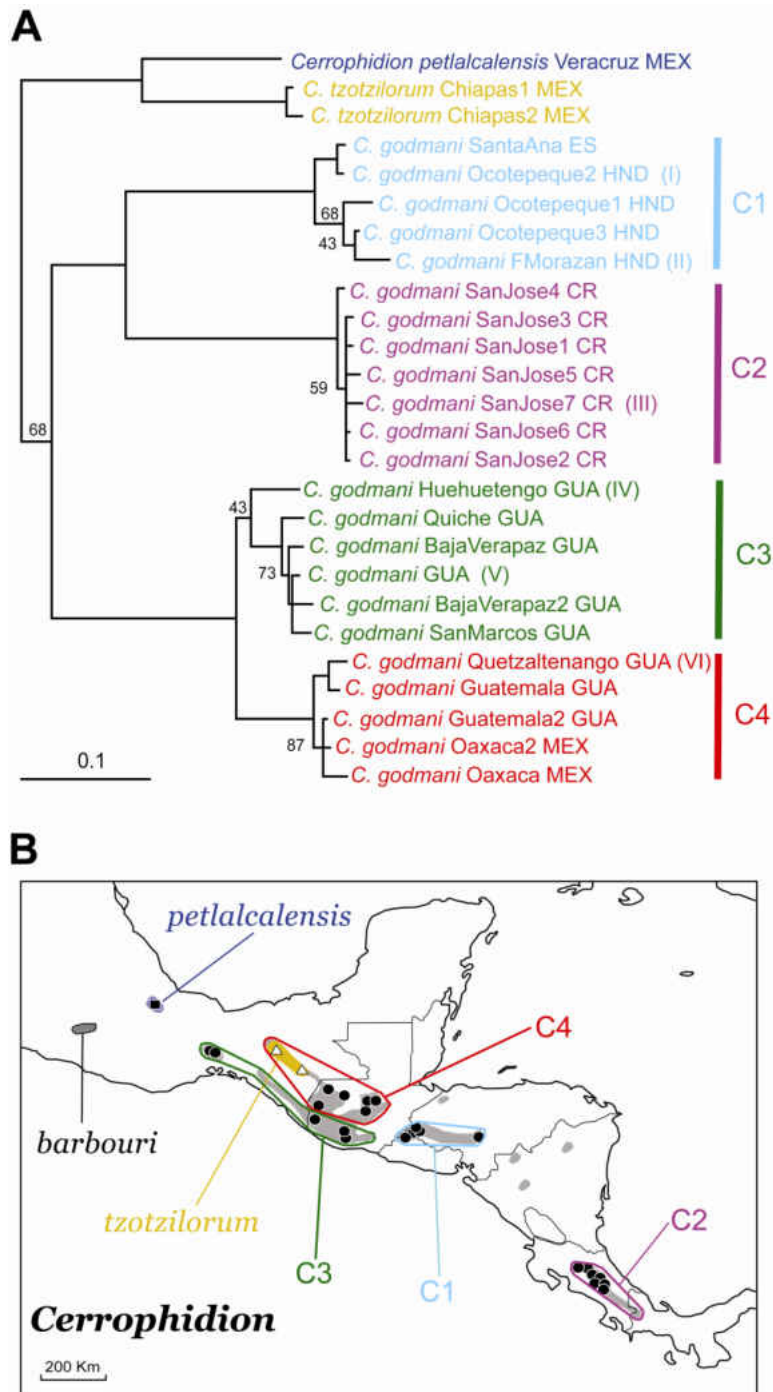 A
Cerrophidion petlalcalensis Veracruz MEX
C. tzotzilorum Chiapas1 MEX
C. tzotzilorum Chiapas2 MEX
C. godmani SantaAna ES
C. godmani Ocotepeque2 HND (I)
C. godmani Ocotepeque1 HND
68
C. godmani Ocotepeque3 HND
43
C. godmani FMorazan HND (II)
C1
C. godmani SanJose4 CR
C. godmani SanJose3 CR
C. godmani SanJose1 CR
C. godmani SanJose5 CR
59
C. godmani SanJose7 CR (III)
C. godmani SanJose6 CR
C. godmani SanJose2 CR
C2
68
C. godmani Huehuetengo GUA (IV)
43
C. godmani Quiche GUA
C. godmani BajaVerapaz GUA
73
C. godmani GUA (V)
C. godmani BajaVerapaz2 GUA
C. godmani SanMarcos GUA
C3
C. godmani Quetzaltenango GUA (VI)
C. godmani Guatemala GUA
C. godmani Guatemala2 GUA
87
C. godmani Oaxaca2 MEX
C. godmani Oaxaca MEX
C4
0.1
B
petlalcalensis
C4
barbouri
tzotzilorum
C3
C1
C2
Cerrophidion
200 Km